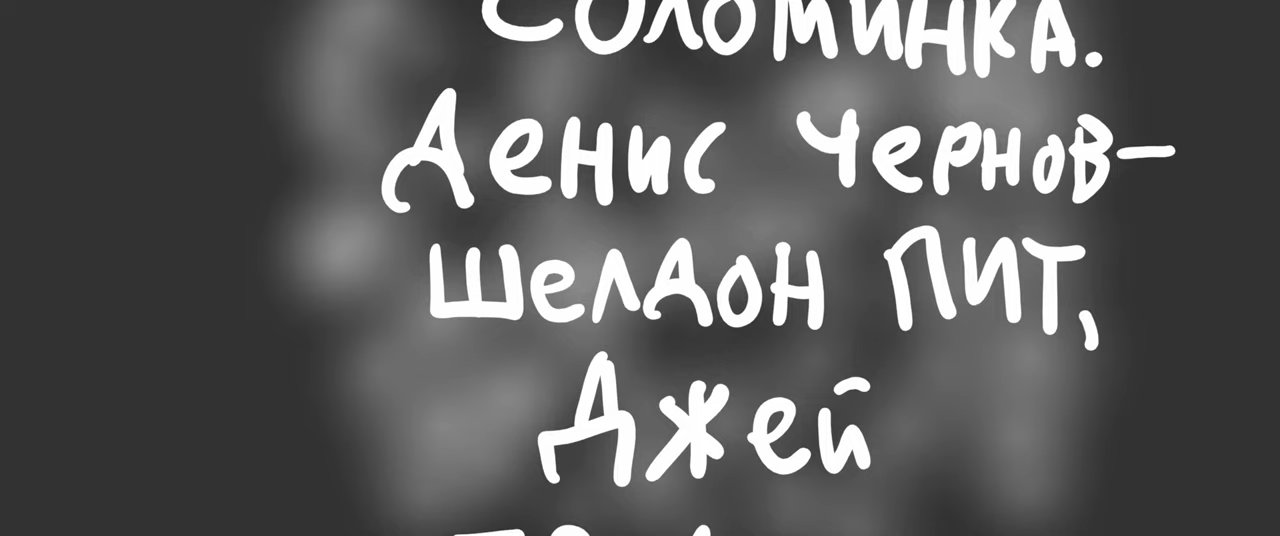 Соломинка.
Денис Чернов-
Шелдон Пит,
Джей